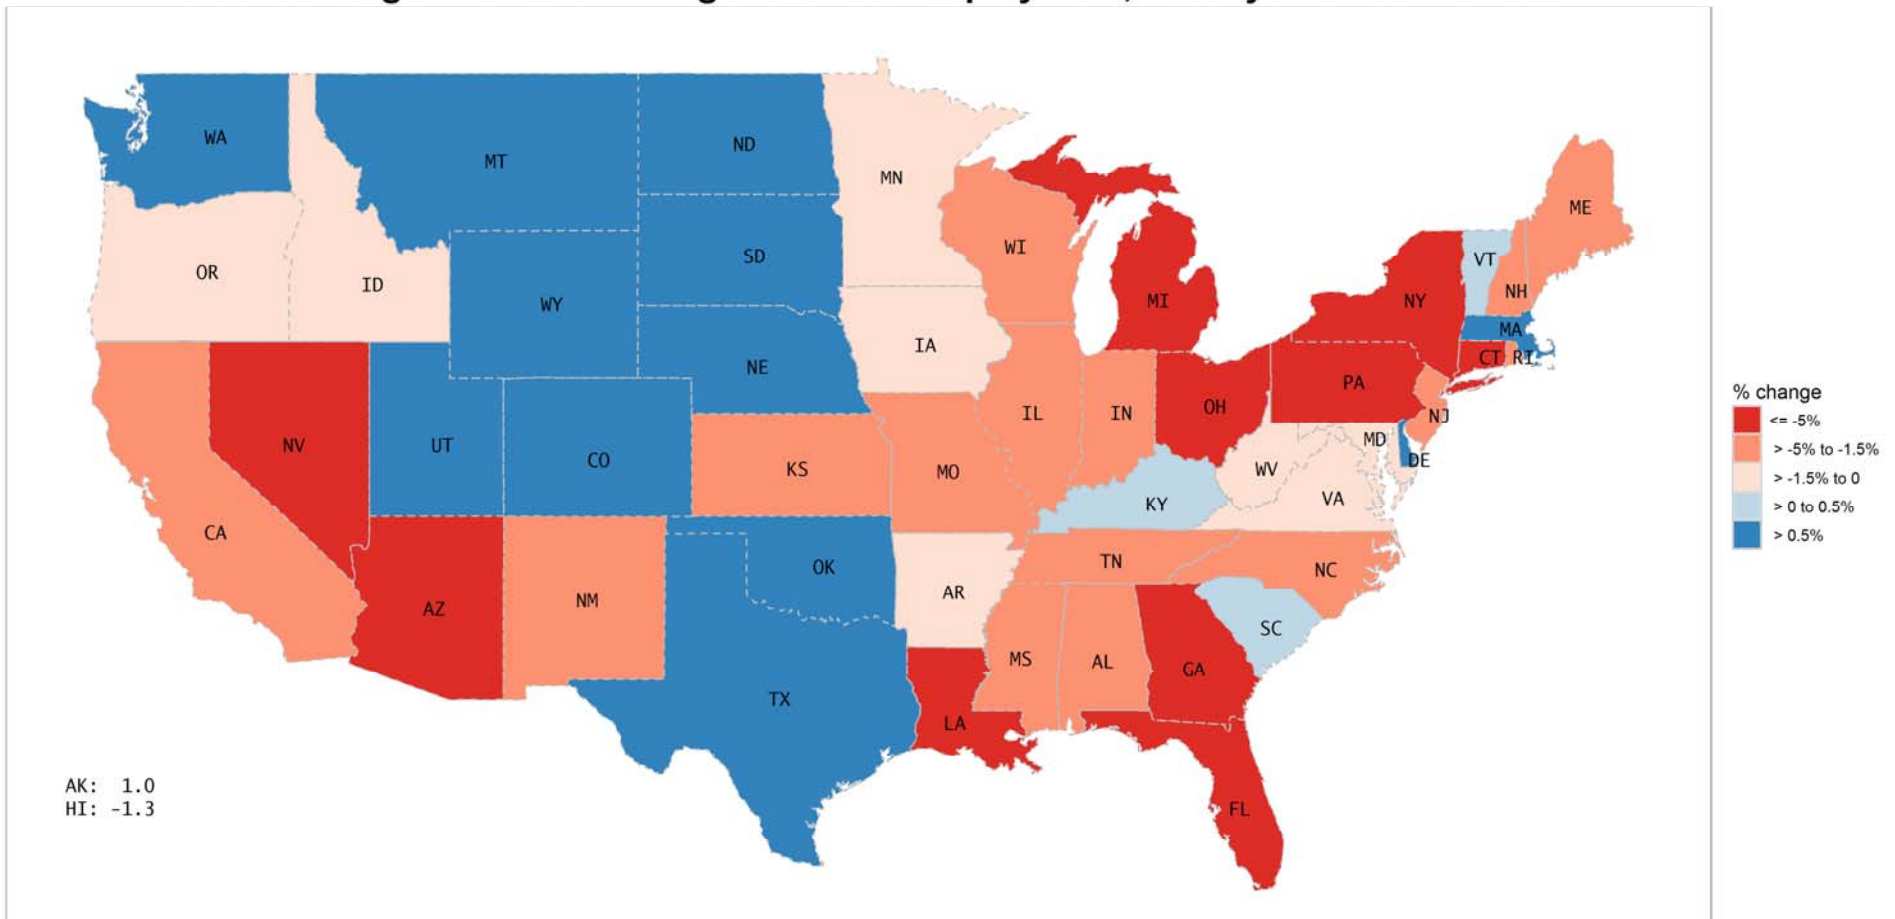 WA
MT
ND
MN
ME
WI
SD
VT
OR
ID
NH
MI
NY
WY
MA
IA
CT RI
NE
PA
% change
<= -5%
> -5% to -1.5%
> -1.5% to 0
> 0 to 0.5%
> 0.5%
IL
IN
OH
NJ
NV
UT
MD
CO
DE
KS
MO
WV
VA
KY
CA
TN
OK
NC
AR
NM
AZ
SC
MS
AL
GA
TX
LA
AK: 1.0
HI: -1.3
FL